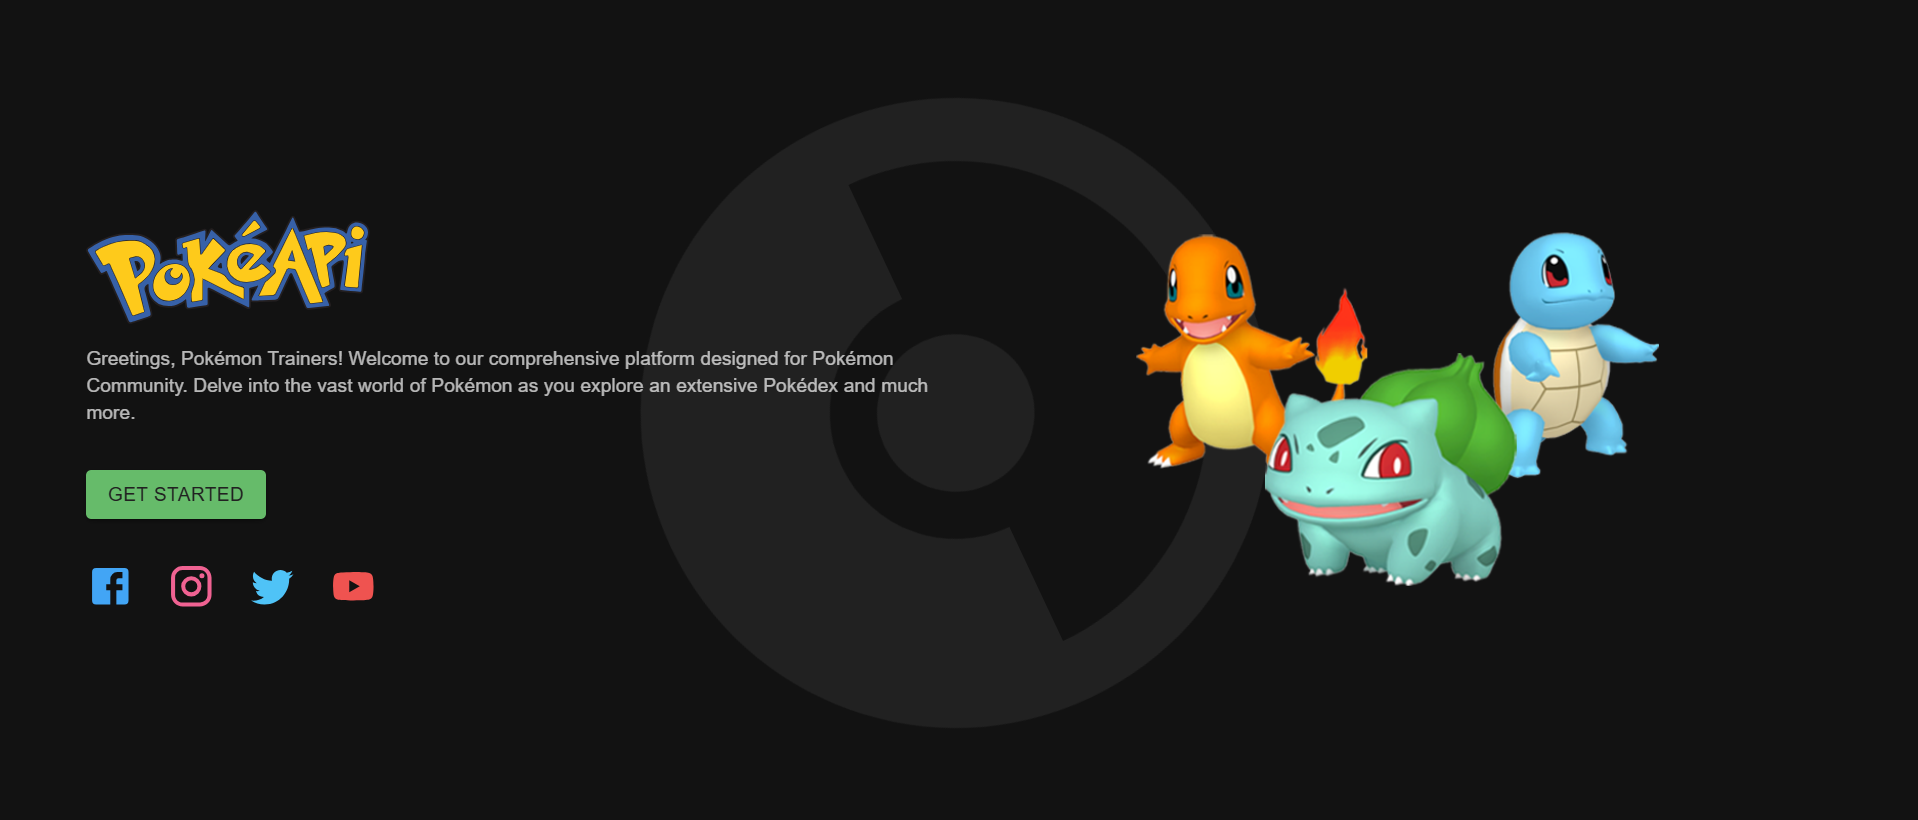 PokéAPi
Greetings, Pokémon Trainers! Welcome to our comprehensive platform designed for Pokémon
Community. Delve into the vast world of Pokémon as you explore an extensive Pokédex and much
more.
GET STARTED